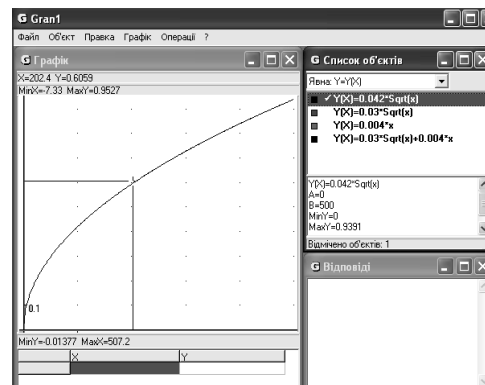 Gran1
Файл Об'єкт Правка Графік Операції ?
Графік
X=202.4 Y=0.6059
MinX=-7.33 MaxY=0.9527
0.1
MinY=-0.01377 MaxX=507.2
X Y
Список об'єктів
Явна: Y=Y(X)
✓ Y(X)=0.042*Sqrt(x)
Y(X)=0.03*Sqrt(x)
Y(X)=0.004*x
Y(X)=0.03*Sqrt(x)+0.004*x
Y(X)=0.042*Sqrt(x)
A=0
B=500
MinY=0
MaxY=0.9391
Відмічено об'єктів: 1
Відповіді